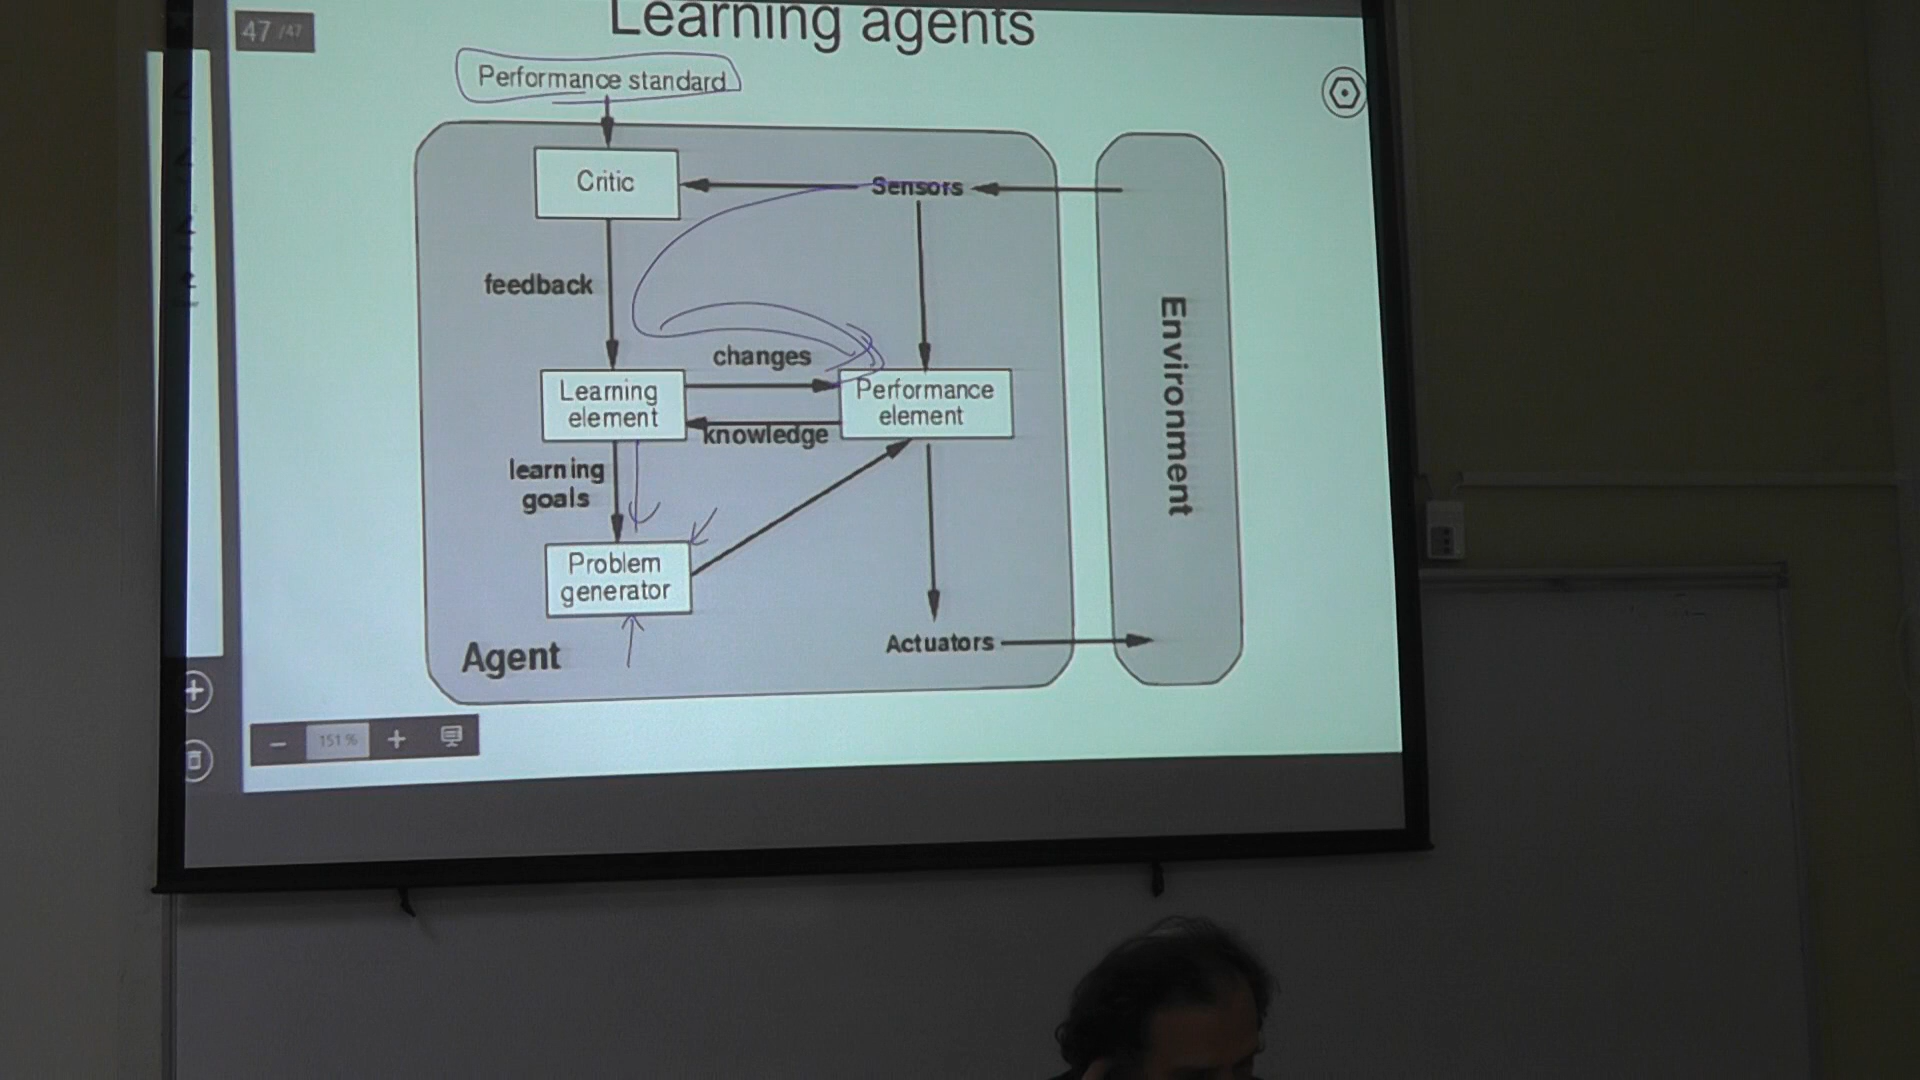 47 /47
Learning agents
Performance standard
Critic
Sensors
feedback
changes
Learning
element
Performance
element
knowledge
learning
goals
Problem
generator
Agent
Actuators
Environment
151 %